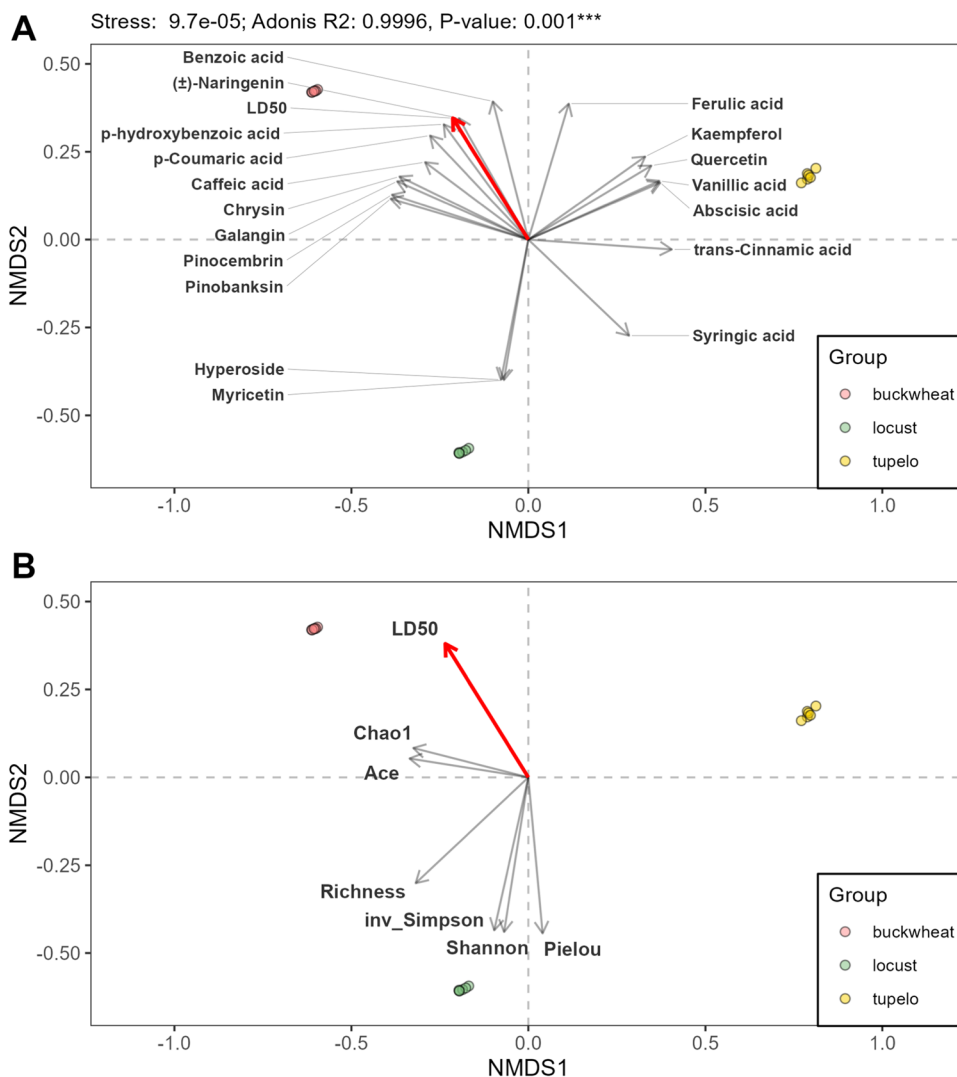 Stress:  9.7e-05; Adonis R2: 0.9996, P-value: 0.001***
A
0.50
0.25
0.00
-0.25
-0.50
NMDS2
Benzoic acid
(±)-Naringenin
LD50
p-hydroxybenzoic acid
p-Coumaric acid
Caffeic acid
Chrysin
Galangin
Pinocembrin
Pinobanksin
Hyperoside
Myricetin
Ferulic acid
Kaempferol
Quercetin
Vanillic acid
Abscisic acid
trans-Cinnamic acid
Syringic acid
Group
buckwheat
locust
tupelo
-1.0 -0.5 0.0 0.5 1.0
NMDS1
B
0.50
0.25
0.00
-0.25
-0.50
NMDS2
LD50
Chao1
Ace
Richness
inv_Simpson
Shannon Pielou
Group
buckwheat
locust
tupelo
-1.0 -0.5 0.0 0.5 1.0
NMDS1